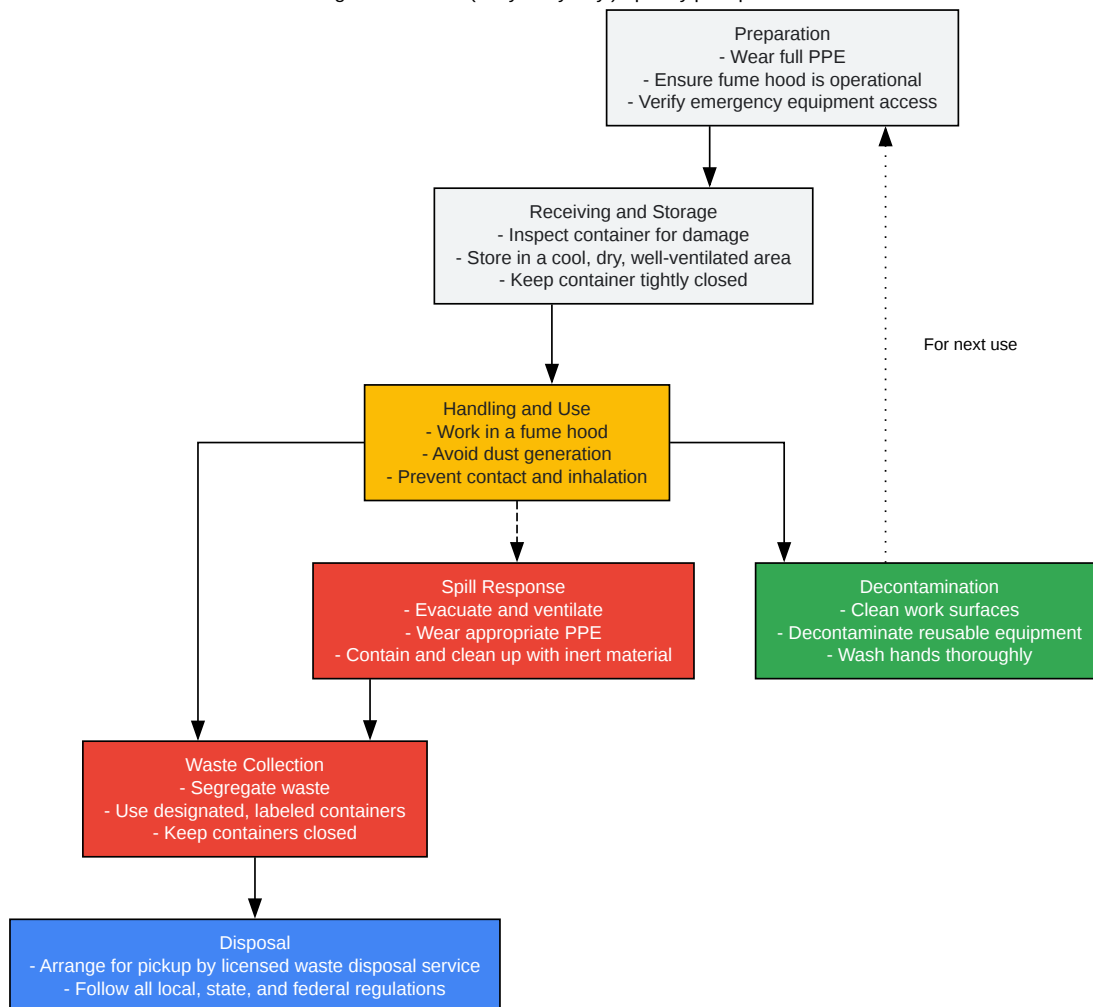 Preparation
- Wear full PPE
- Ensure fume hood is operational
- Verify emergency equipment access
Receiving and Storage
- Inspect container for damage
- Store in a cool, dry, well-ventilated area
- Keep container tightly closed
For next use
Handling and Use
- Work in a fume hood
- Avoid dust generation
- Prevent contact and inhalation
Spill Response
- Evacuate and ventilate
- Wear appropriate PPE
- Contain and clean up with inert material
Decontamination
- Clean work surfaces
- Decontaminate reusable equipment
- Wash hands thoroughly
Waste Collection
- Segregate waste
- Use designated, labeled containers
- Keep containers closed
Disposal
- Arrange for pickup by licensed waste disposal service
- Follow all local, state, and federal regulations